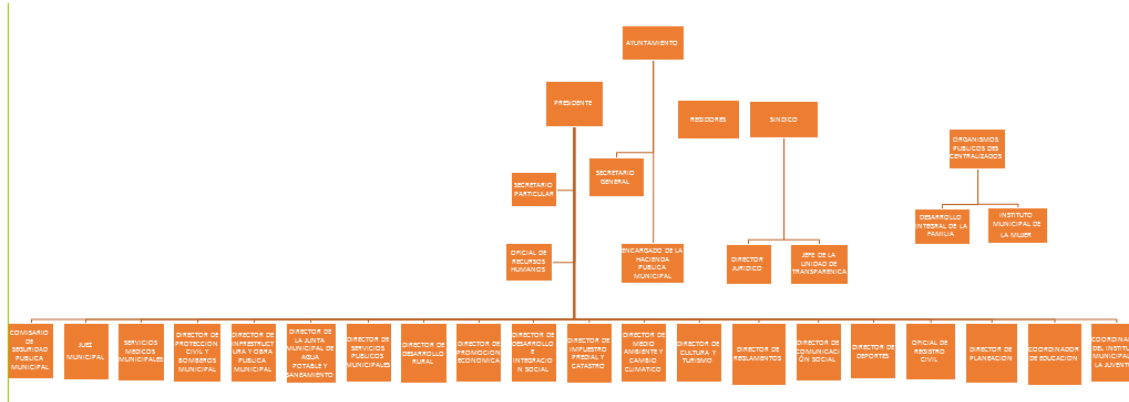 AYUNTAMIENTO
PRESIDENTE
REGIDORES
SINDICO
ORGANISMOS
PUBLICOS DES
CENTRALIZADOS
SECRETARIO
PARTICULAR
SECRETARIO
GENERAL
DESARROLLO
INTEGRAL DE LA
FAMILIA
INSTITUTO
MUNICIPAL DE
LA MUJER
OFICIAL DE
RECURSOS
HUMANOS
ENCARGADO DE LA
HACIENDA
PUBLICA
MUNICIPAL
DIRECTOR
JURIDICO
JEFE DE LA
UNIDAD DE
TRANSPARENCIA
COMISARIO
DE
SEGURIDAD
PUBLICA
MUNICIPAL
JUEZ
MUNICIPAL
SERVICIOS
MEDICOS
MUNICIPALES
DIRECTOR DE
PROTECCION
CIVIL Y
BOMBEROS
MUNICIPAL
DIRECTOR DE
INFRESTRUCT
URA Y OBRA
PUBLICA
MUNICIPAL
DIRECTOR DE
LA JUNTA
MUNICIPAL DE
AGUA
POTABLE Y
SANEAMIENTO
DIRECTOR DE
SERVICIOS
PUBLICOS
MUNICIPALES
DIRECTOR DE
DESARROLLO
RURAL
DIRECTOR DE
PROMOCION
ECONOMICA
DIRECTOR DE
DESARROLLO
E
INTEGRACIO
N SOCIAL
DIRECTOR DE
IMPUESTRO
PREDIAL Y
CATASTRO
DIRECTOR DE
MEDIO
AMBIENTE Y
CAMBIO
CLIMATICO
DIRECTOR DE
CULTURA Y
TURISMO
DIRECTOR DE
REGLAMENTOS
DIRECTOR DE
COMUNICACI
ÓN SOCIAL
DIRECTOR DE
DEPORTES
OFICIAL DE
REGISTRO
CIVIL
DIRECTOR DE
PLANEACION
COORDINADOR
DE EDUCACION
COORDINA
DEL INSTITU
MUNICIPAL
LA JUVENT